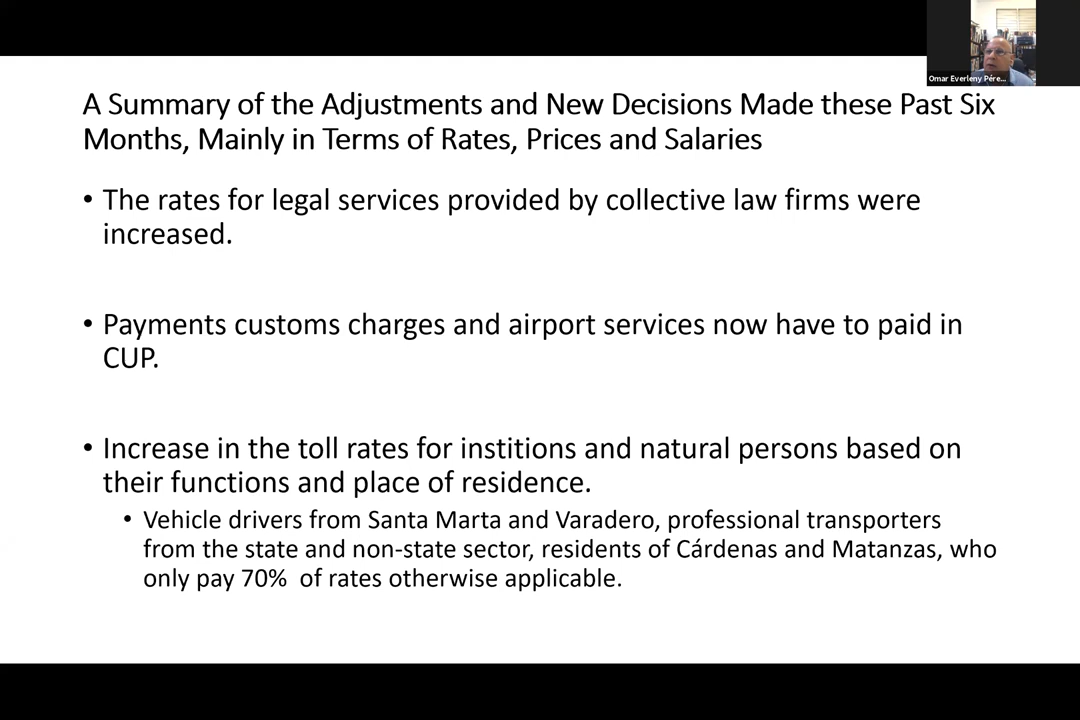 Omar Everleny Pére...
A Summary of the Adjustments and New Decisions Made these Past Six
Months, Mainly in Terms of Rates, Prices and Salaries
• The rates for legal services provided by collective law firms were
increased.
• Payments customs charges and airport services now have to paid in
CUP.
• Increase in the toll rates for institions and natural persons based on
their functions and place of residence.
• Vehicle drivers from Santa Marta and Varadero, professional transporters
from the state and non-state sector, residents of Cárdenas and Matanzas, who
only pay 70% of rates otherwise applicable.